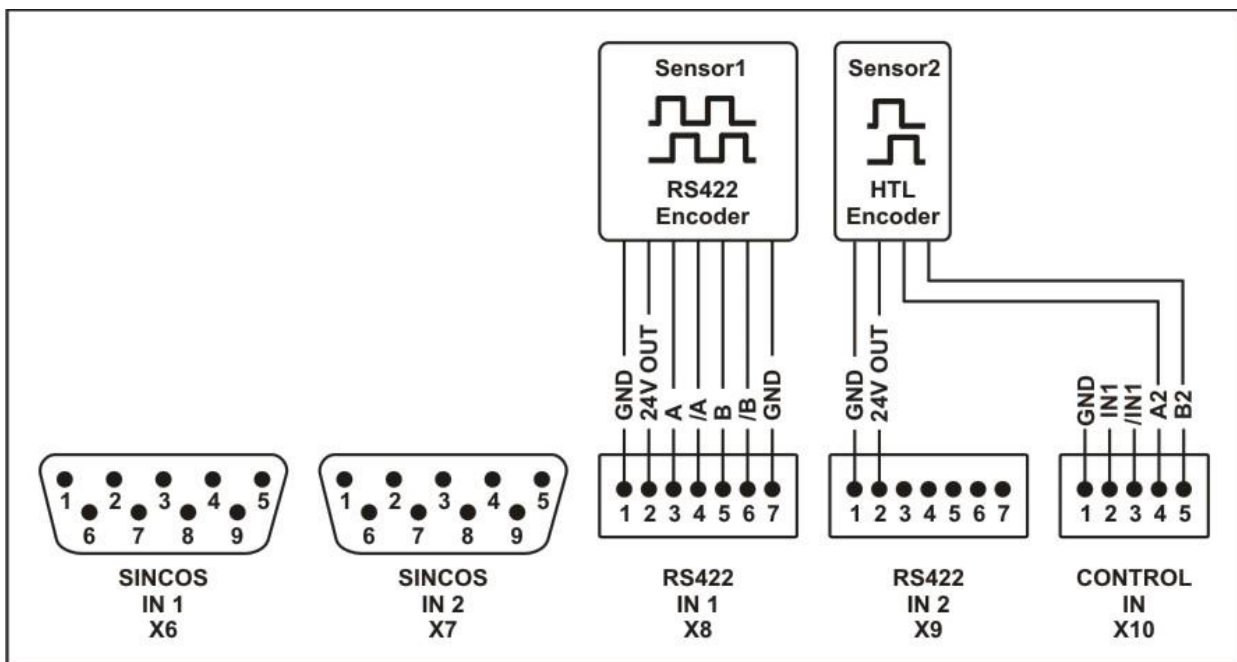 Sensor1
RS422
Encoder
Sensor2
HTL
Encoder
GND
24V OUT
A
/A
B
/B
GND
GND
24V OUT
GND
IN1
/IN1
A2
B2
1 2 3 4 5
6 7 8 9
SINCOS
IN 1
X6
1 2 3 4 5
6 7 8 9
SINCOS
IN 2
X7
1 2 3 4 5 6 7
RS422
IN 1
X8
1 2 3 4 5 6 7
RS422
IN 2
X9
1 2 3 4 5
CONTROL
IN
X10